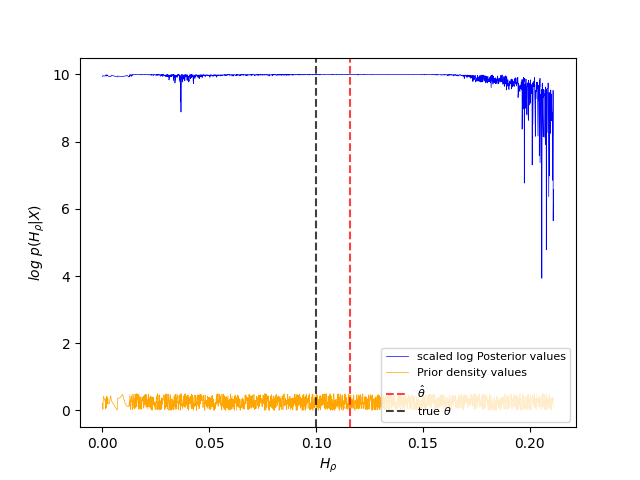 10
8
6
4
2
0
log p(H_ρ|X)
scaled log Posterior values
Prior density values
θ̂
true θ
0.00 0.05 0.10 0.15 0.20
H_ρ